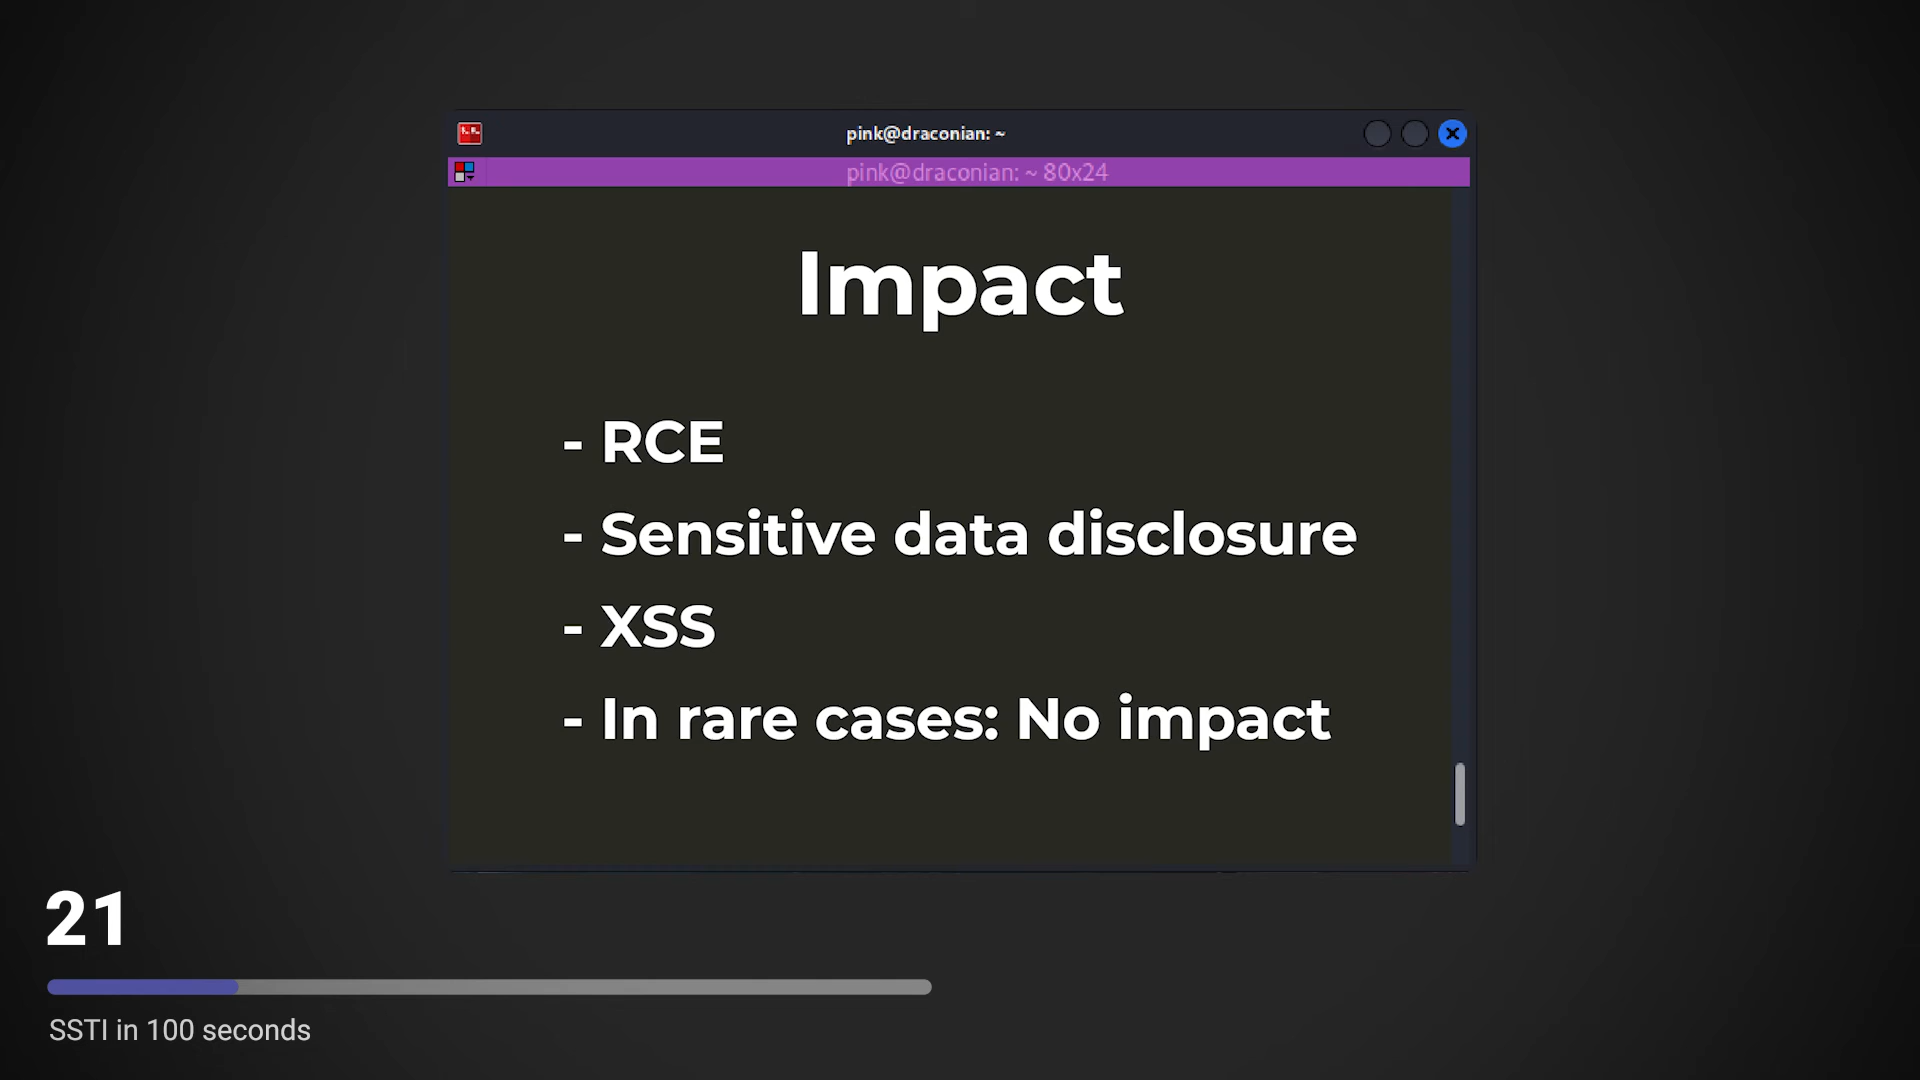 pink@draconian: ~
pink@draconian: ~ 80x24
Impact
- RCE
- Sensitive data disclosure
- XSS
- In rare cases: No impact
21
SSTI in 100 seconds